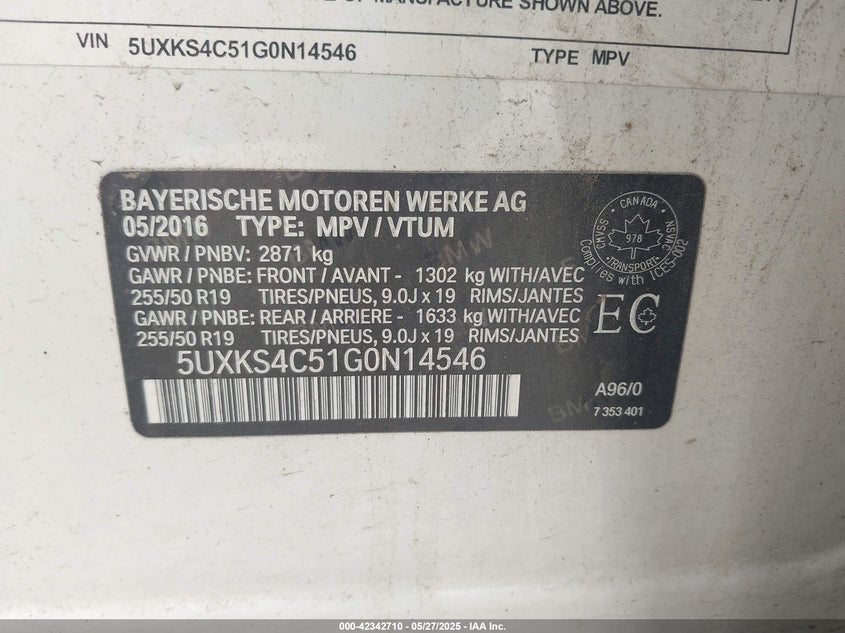 OF MANUFACTURE SHOWN ABOVE.
VIN 5UXKS4C51G0N14546 TYPE MPV
BAYERISCHE MOTOREN WERKE AG
05/2016 TYPE: MPV / VTUM
GVWR / PNBV: 2871 kg
GAWR / PNBE: FRONT / AVANT - 1302 kg WITH/AVEC
255/50 R19 TIRES/PNEUS, 9.0J x 19 RIMS/JANTES
GAWR / PNBE: REAR / ARRIERE - 1633 kg WITH/AVEC
255/50 R19 TIRES/PNEUS, 9.0J x 19 RIMS/JANTES
5UXKS4C51G0N14546
CANADA
CMVSS NSVAC
978
TRANSPORT
Complies with ICES-002
EC
A96/0
7 353 401
000-42342710 — 05/27/2025 - IAA Inc.